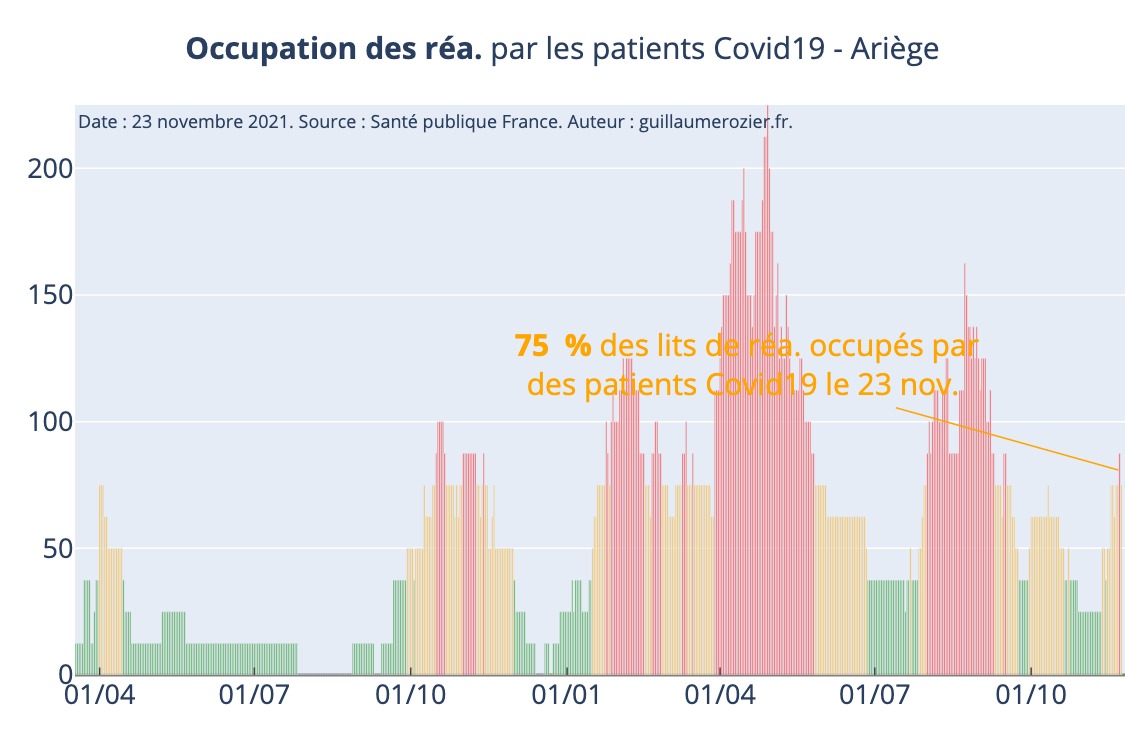 Occupation des réa. par les patients Covid19 - Ariège
Date : 23 novembre 2021. Source : Santé publique France. Auteur : guillaumerozier.fr.
200
150
75 % des lits de réa. occupés par
des patients Covid19 le 23 nov.
100
50
0
01/04 01/07 01/10 01/01 01/04 01/07 01/10